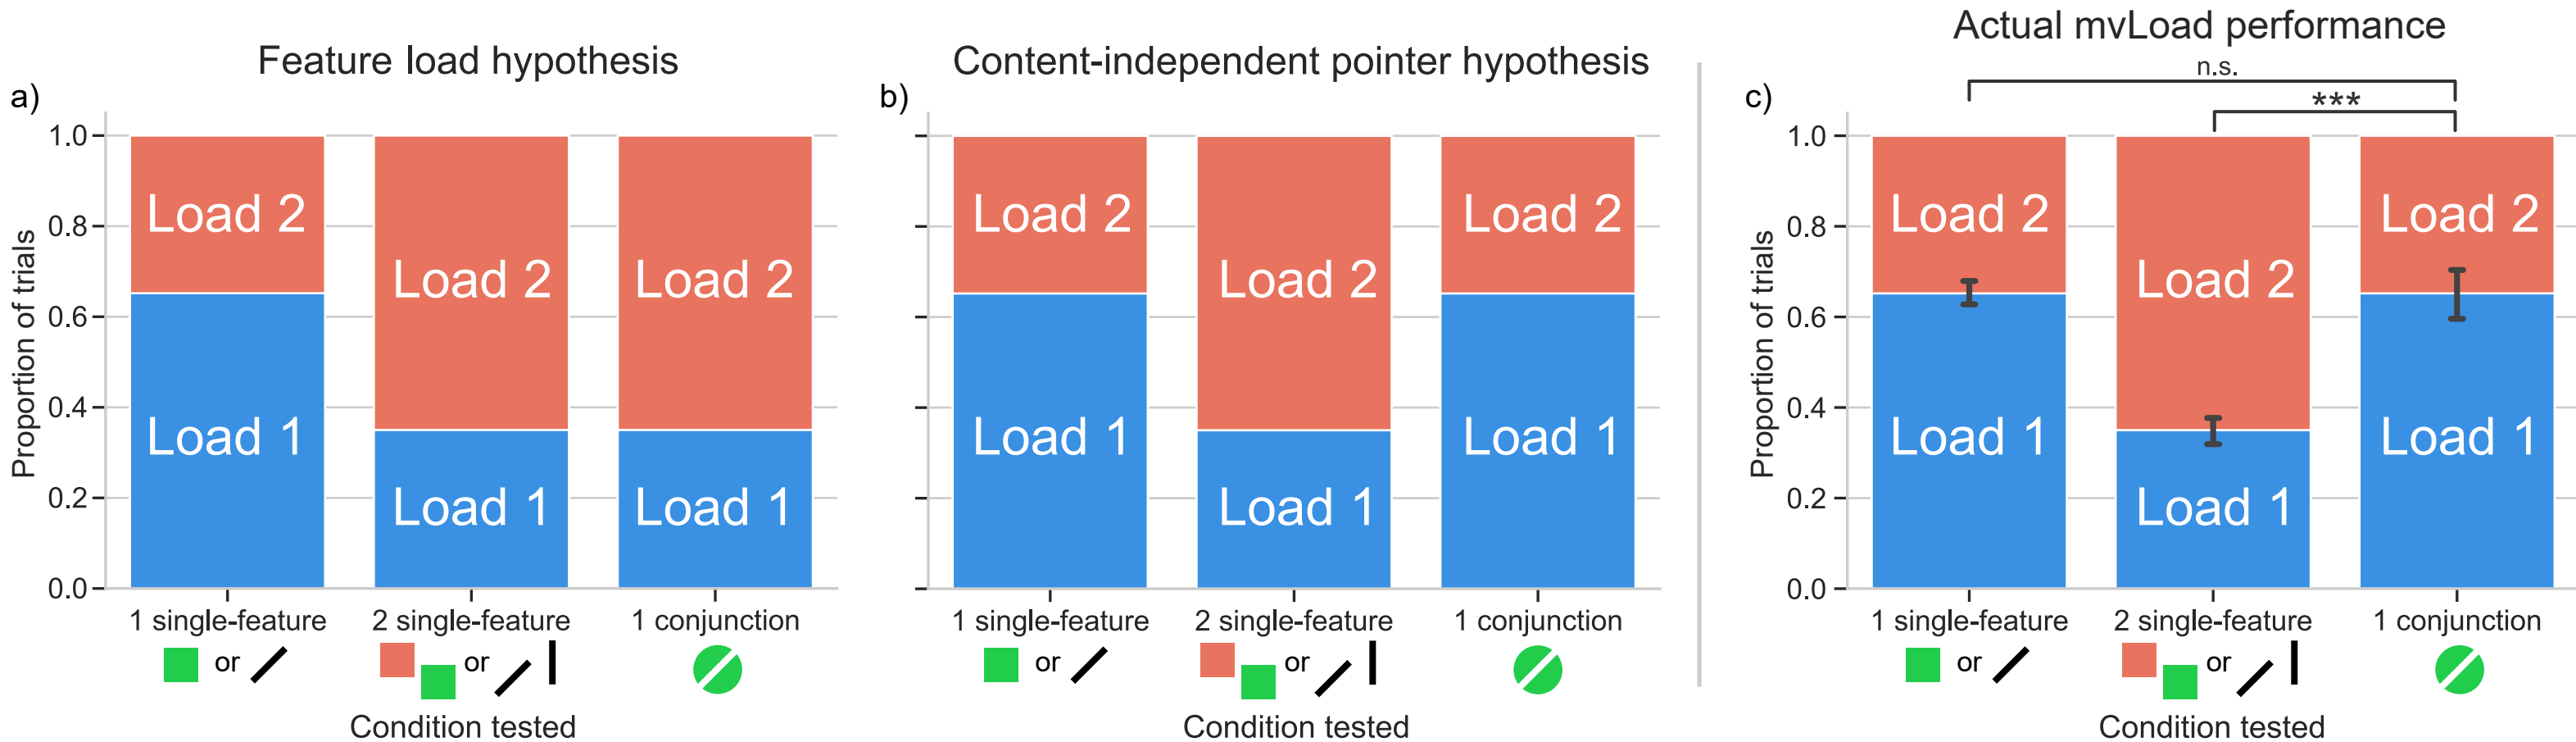 Feature load hypothesis
a)
Proportion of trials
1.0
0.8
0.6
0.4
0.2
0.0
Load 2
Load 1
Load 2
Load 1
Load 2
Load 1
1 single-feature
2 single-feature
1 conjunction
or
or
Condition tested
Content-independent pointer hypothesis
b)
Load 2
Load 1
Load 2
Load 1
Load 2
Load 1
1 single-feature
2 single-feature
1 conjunction
or
or
Condition tested
Actual mvLoad performance
c)
n.s.
***
Proportion of trials
1.0
0.8
0.6
0.4
0.2
0.0
Load 2
Load 1
Load 2
Load 1
Load 2
Load 1
1 single-feature
2 single-feature
1 conjunction
or
or
Condition tested